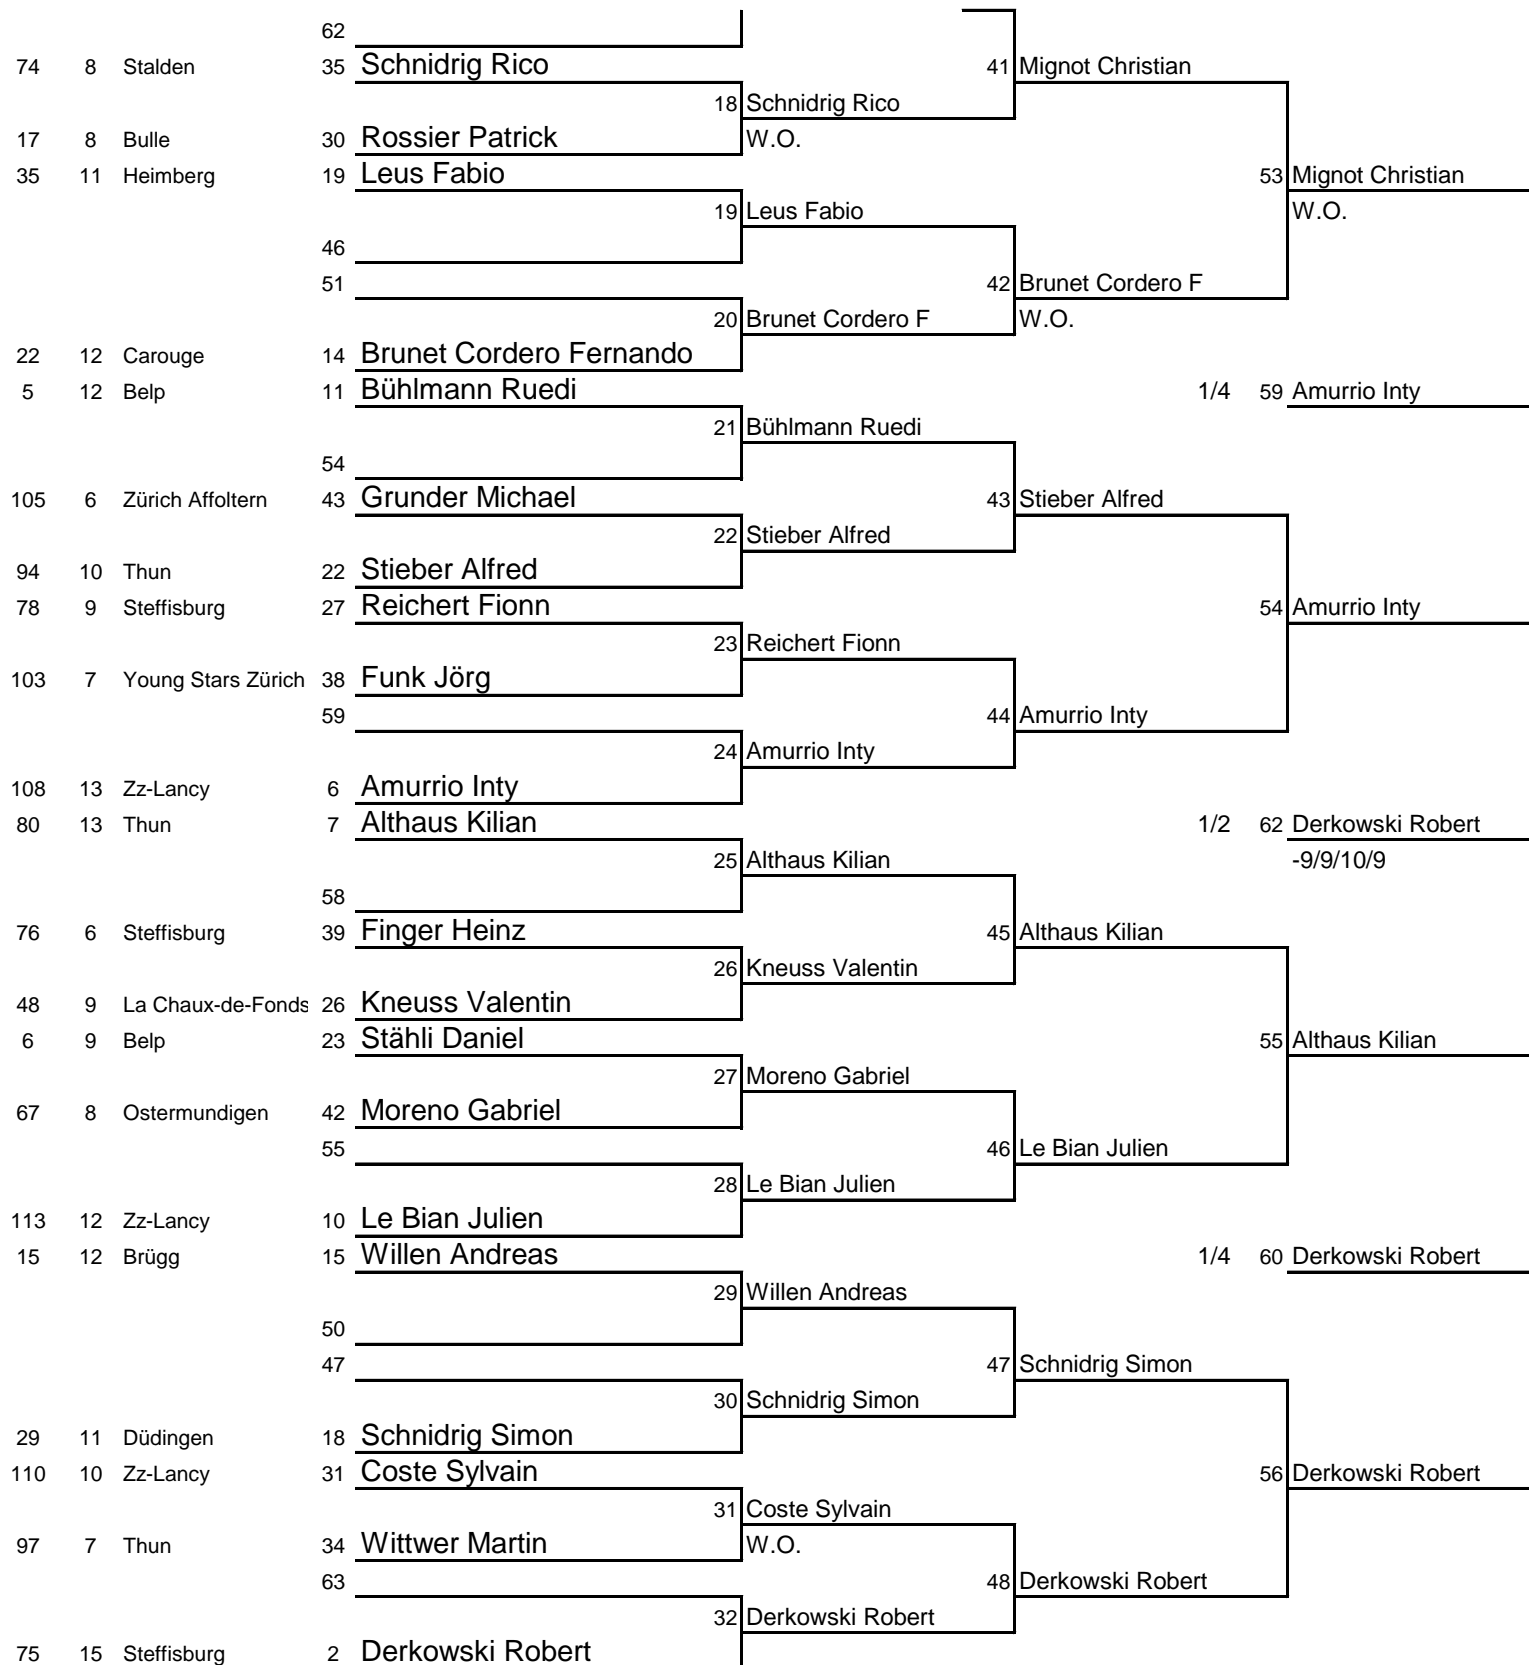 62
74 8 Stalden 35 Schnidrig Rico 41 Mignot Christian
18 Schnidrig Rico
17 8 Bulle 30 Rossier Patrick W.O.
35 11 Heimberg 19 Leus Fabio 53 Mignot Christian
19 Leus Fabio W.O.
46
51 42 Brunet Cordero F
20 Brunet Cordero F W.O.
22 12 Carouge 14 Brunet Cordero Fernando
5 12 Belp 11 Bühlmann Ruedi 1/4 59 Amurrio Inty
21 Bühlmann Ruedi
54
105 6 Zürich Affoltern 43 Grunder Michael 43 Stieber Alfred
22 Stieber Alfred
94 10 Thun 22 Stieber Alfred
78 9 Steffisburg 27 Reichert Fionn 54 Amurrio Inty
23 Reichert Fionn
103 7 Young Stars Zürich 38 Funk Jörg
59 44 Amurrio Inty
24 Amurrio Inty
108 13 Zz-Lancy 6 Amurrio Inty
80 13 Thun 7 Althaus Kilian 1/2 62 Derkowski Robert
25 Althaus Kilian -9/9/10/9
58
76 6 Steffisburg 39 Finger Heinz 45 Althaus Kilian
26 Kneuss Valentin
48 9 La Chaux-de-Fonds 26 Kneuss Valentin
6 9 Belp 23 Stähli Daniel 55 Althaus Kilian
27 Moreno Gabriel
67 8 Ostermundigen 42 Moreno Gabriel
55 46 Le Bian Julien
28 Le Bian Julien
113 12 Zz-Lancy 10 Le Bian Julien
15 12 Brügg 15 Willen Andreas 1/4 60 Derkowski Robert
29 Willen Andreas
50
47 47 Schnidrig Simon
30 Schnidrig Simon
29 11 Düdingen 18 Schnidrig Simon
110 10 Zz-Lancy 31 Coste Sylvain 56 Derkowski Robert
31 Coste Sylvain
97 7 Thun 34 Wittwer Martin W.O.
63 48 Derkowski Robert
32 Derkowski Robert
75 15 Steffisburg 2 Derkowski Robert